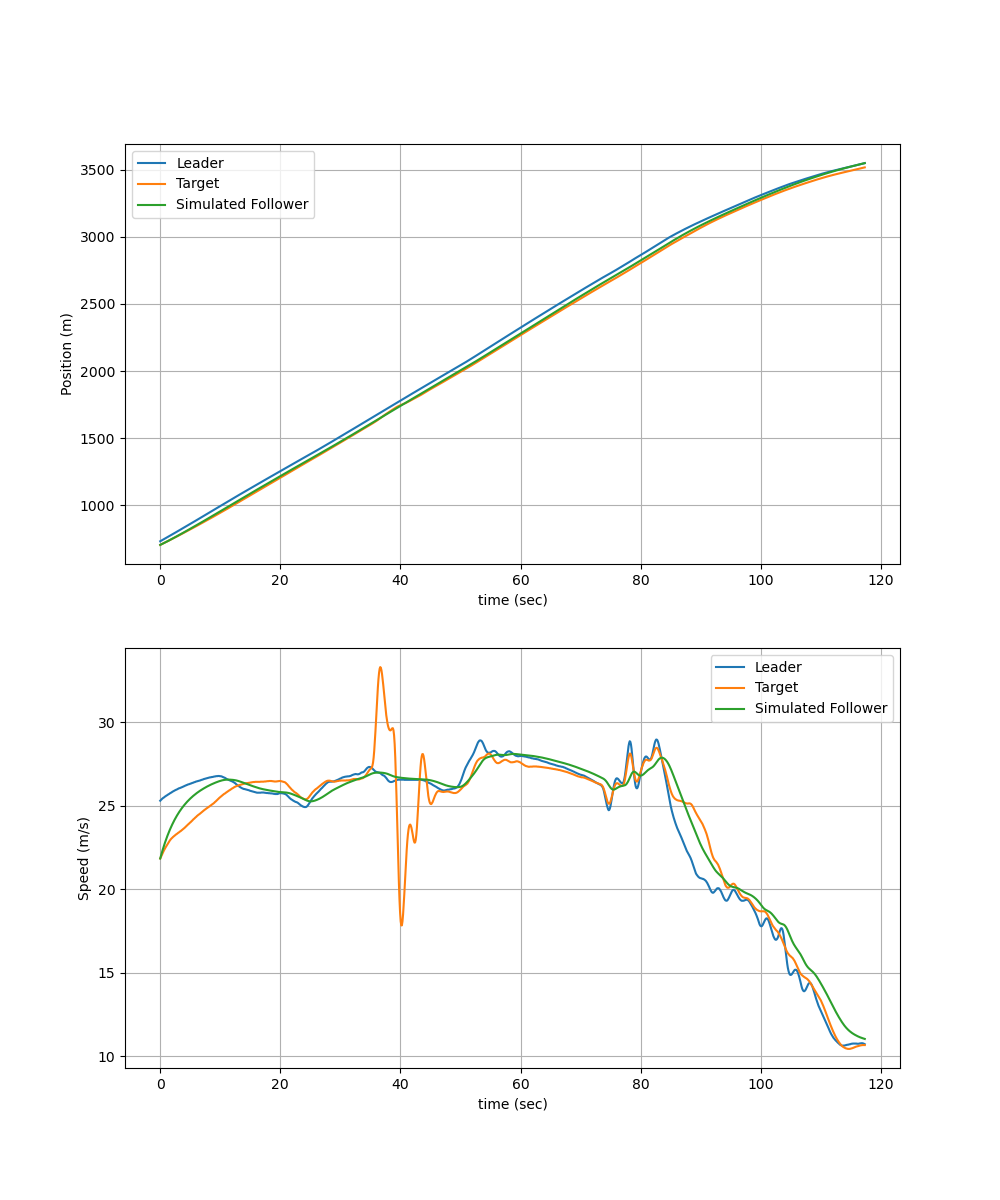 Leader
Target
Simulated Follower
3500
3000
2500
2000
1500
1000
Position (m)
0 20 40 60 80 100 120
time (sec)
Leader
Target
Simulated Follower
30
25
20
15
10
Speed (m/s)
0 20 40 60 80 100 120
time (sec)